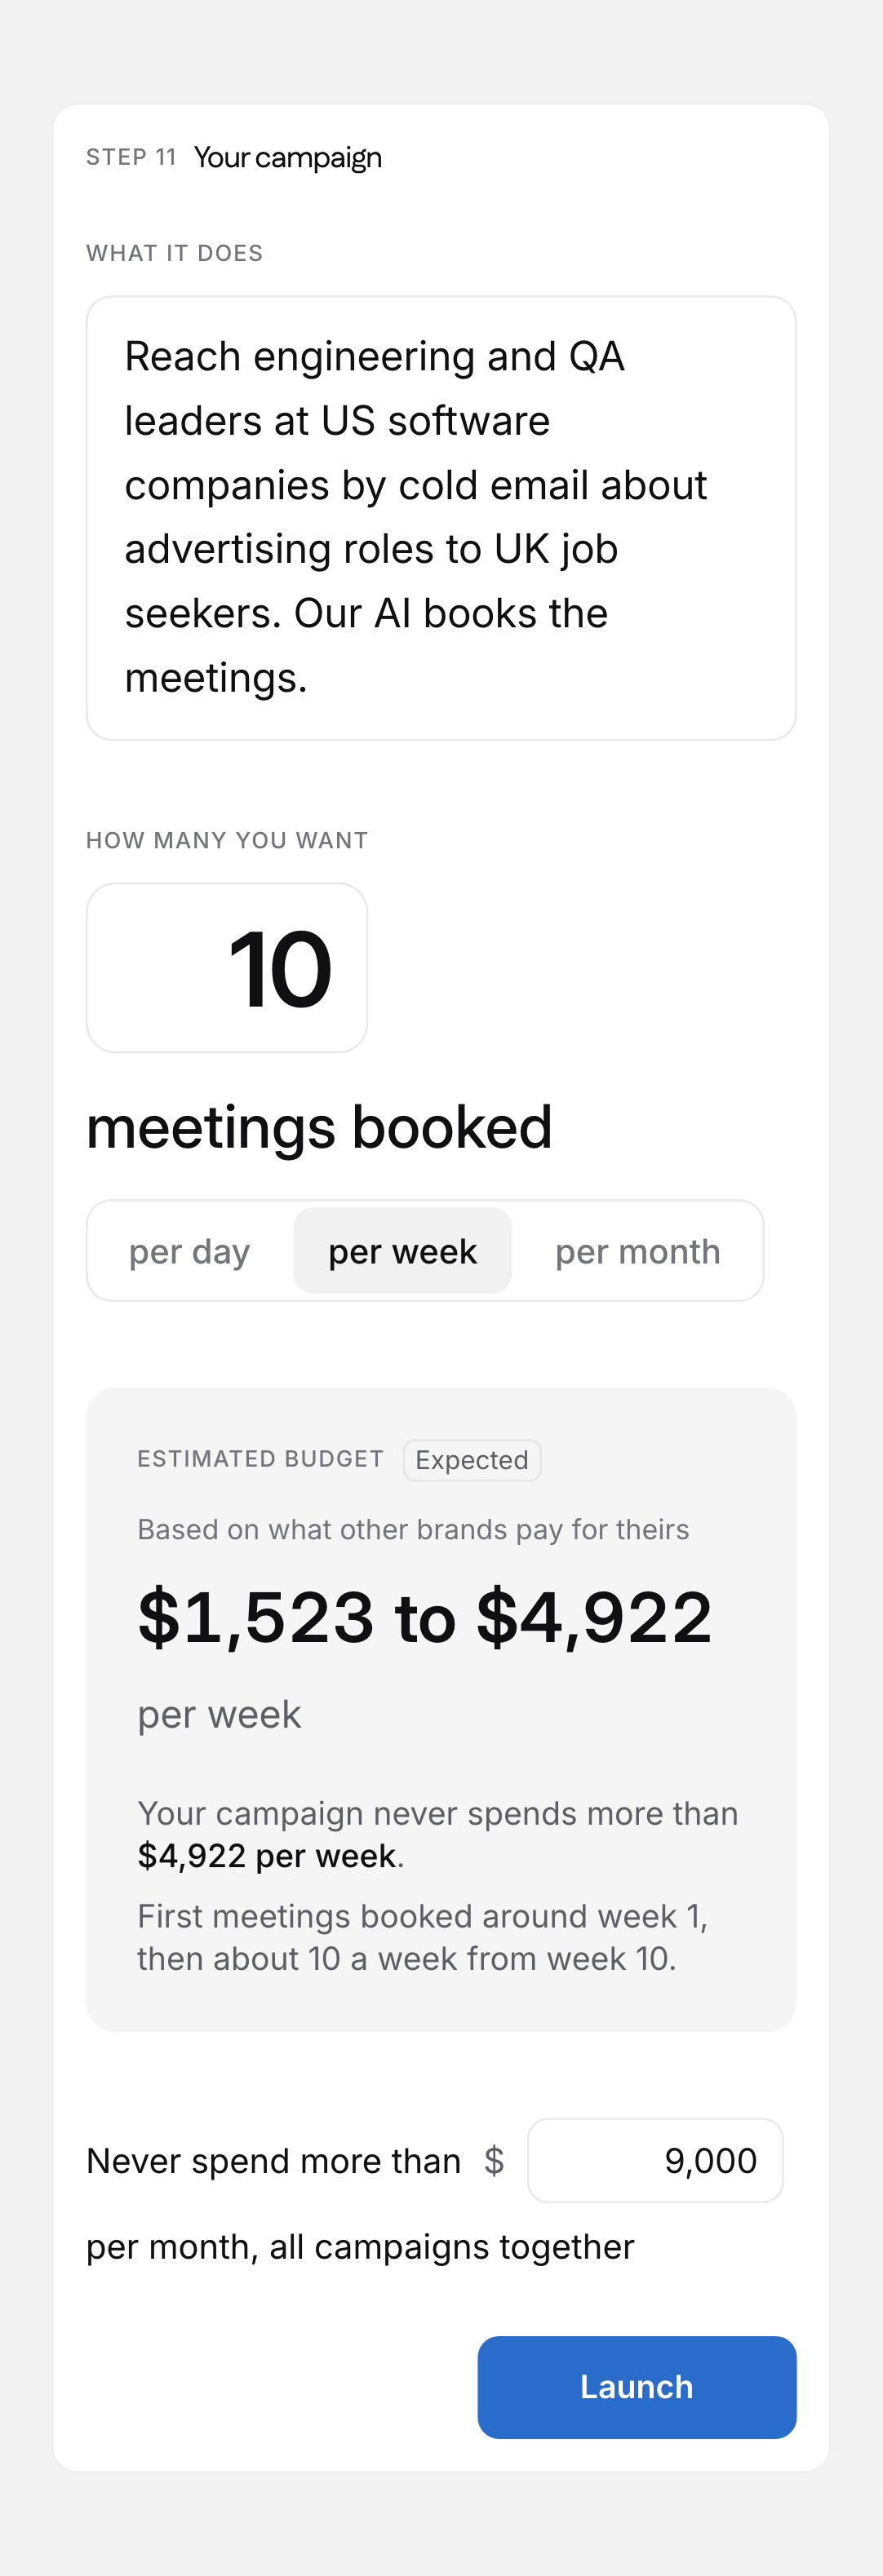 STEP 11 Your campaign
WHAT IT DOES
Reach engineering and QA
leaders at US software
companies by cold email about
advertising roles to UK job
seekers. Our AI books the
meetings.
HOW MANY YOU WANT
10
meetings booked
per day per week per month
ESTIMATED BUDGET Expected
Based on what other brands pay for theirs
$1,523 to $4,922
per week
Your campaign never spends more than
$4,922 per week.
First meetings booked around week 1,
then about 10 a week from week 10.
Never spend more than $ 9,000
per month, all campaigns together
Launch